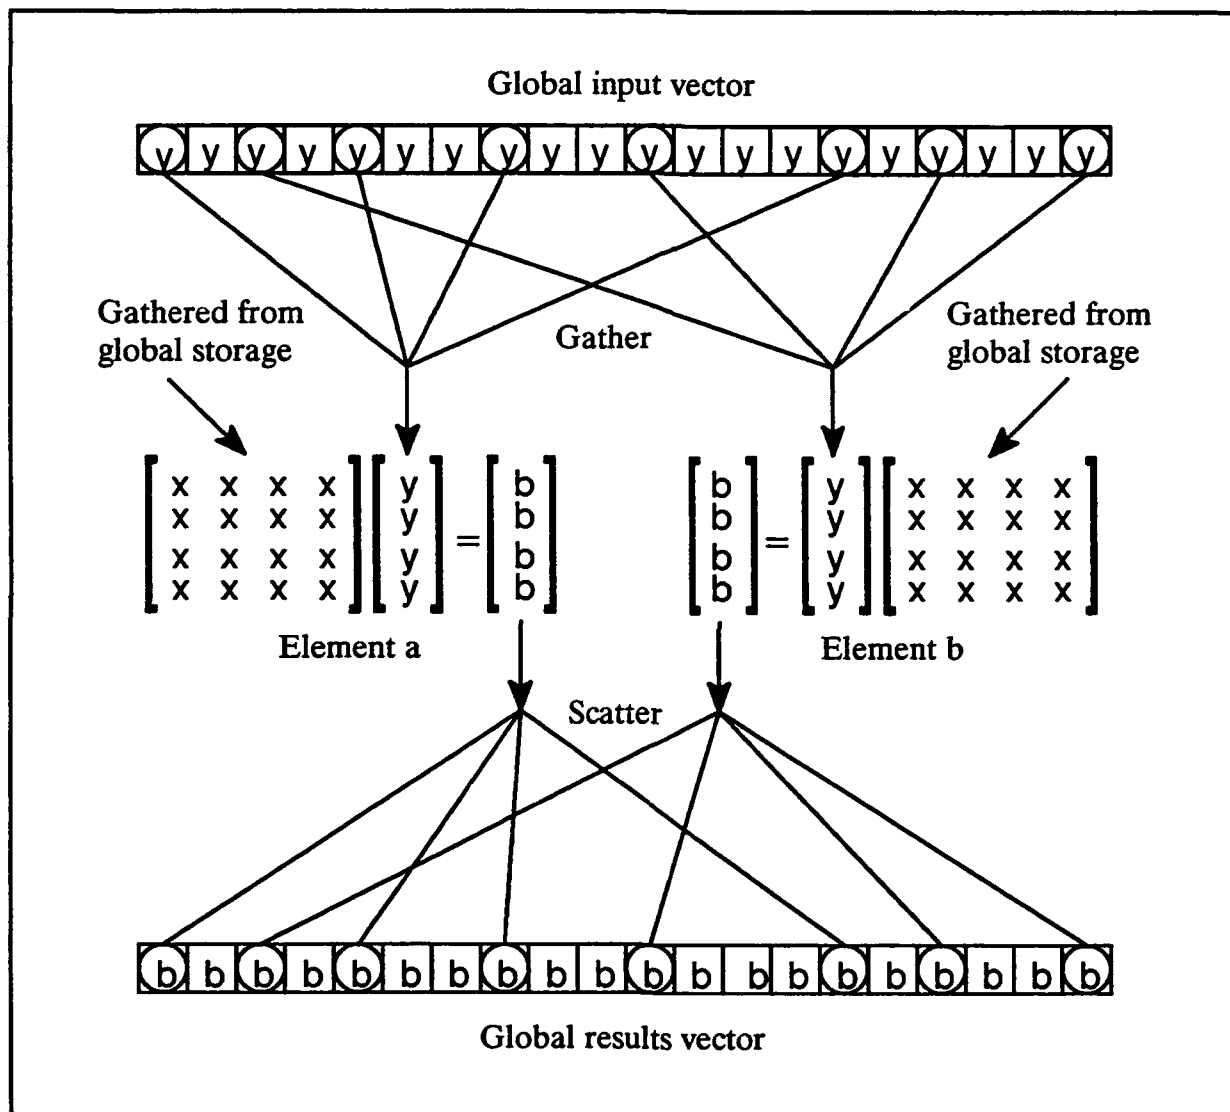 Global input vector
y y y y y y y y y y y y y y y y y y y y
Gathered from
global storage
Gather
Gathered from
global storage
x x x x y b
x x x x y b
=
x x x x y b
x x x x y b
Element a
b y x x x x
b y x x x x
=
b y x x x x
b y x x x x
Element b
Scatter
b b b b b b b b b b b b b b b b b b b b
Global results vector